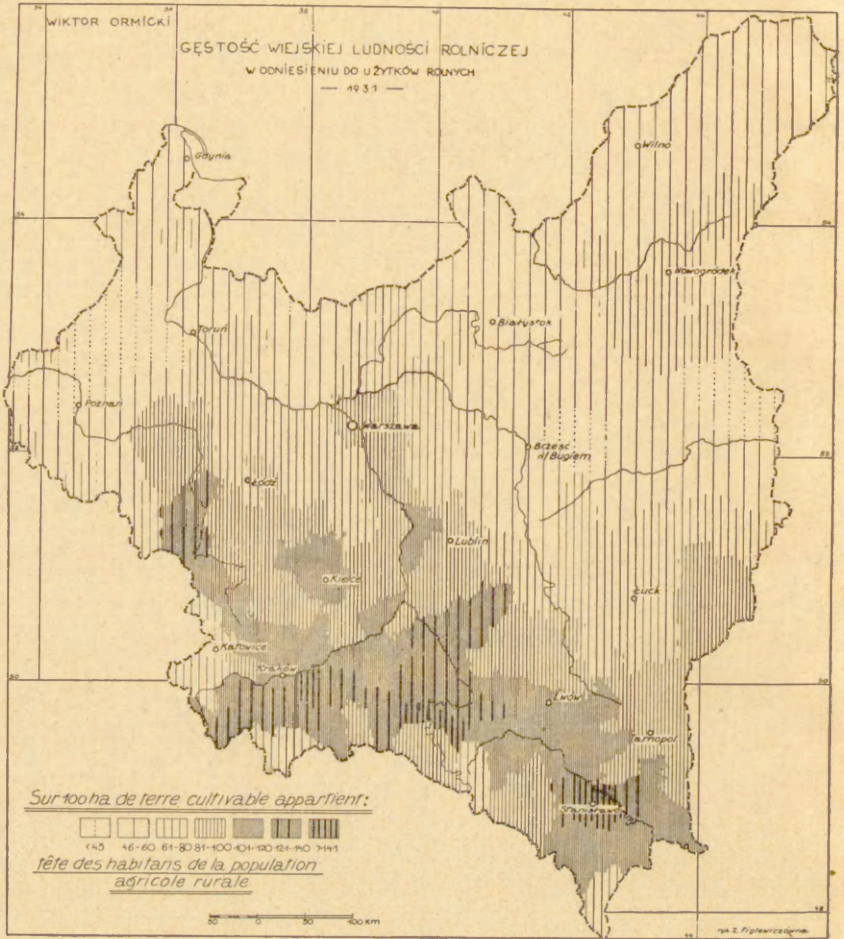 WIKTOR ORMICKI
GĘSTOŚĆ WIEJSKIEJ LUDNOŚCI ROLNICZEJ
W ODNIESIENIU DO UŻYTKÓW ROLNYCH
— 1931 —
Gdynia
Wilno
Nowogródek
Toruń
Białystok
Poznań
Warszawa
Brześć
n/Bugiem
Łódź
Lublin
Kielce
Łuck
Katowice
Kraków
Lwów
Tarnopol
Sur 100 ha de terre cultivable appartient:
<45 46-60 61-80 81-100 101-120 121-140 >141
tête des habitans de la population
agricole rurale
50 0 50 100 KM